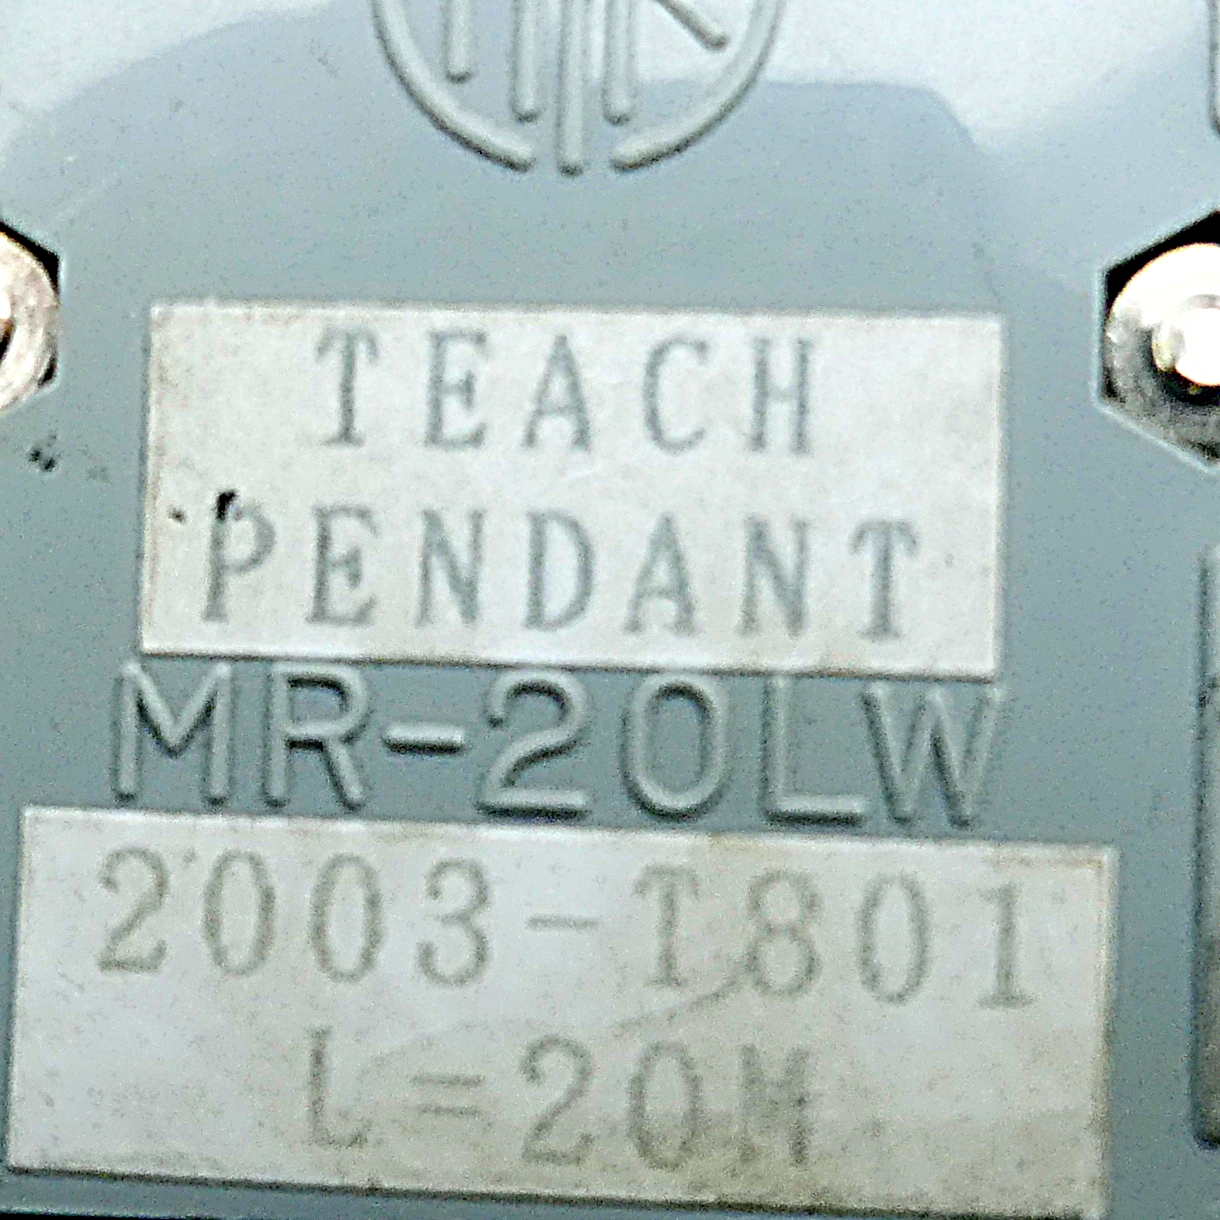 TEACH
PENDANT
MR-20LW
2003-T801
L=20M